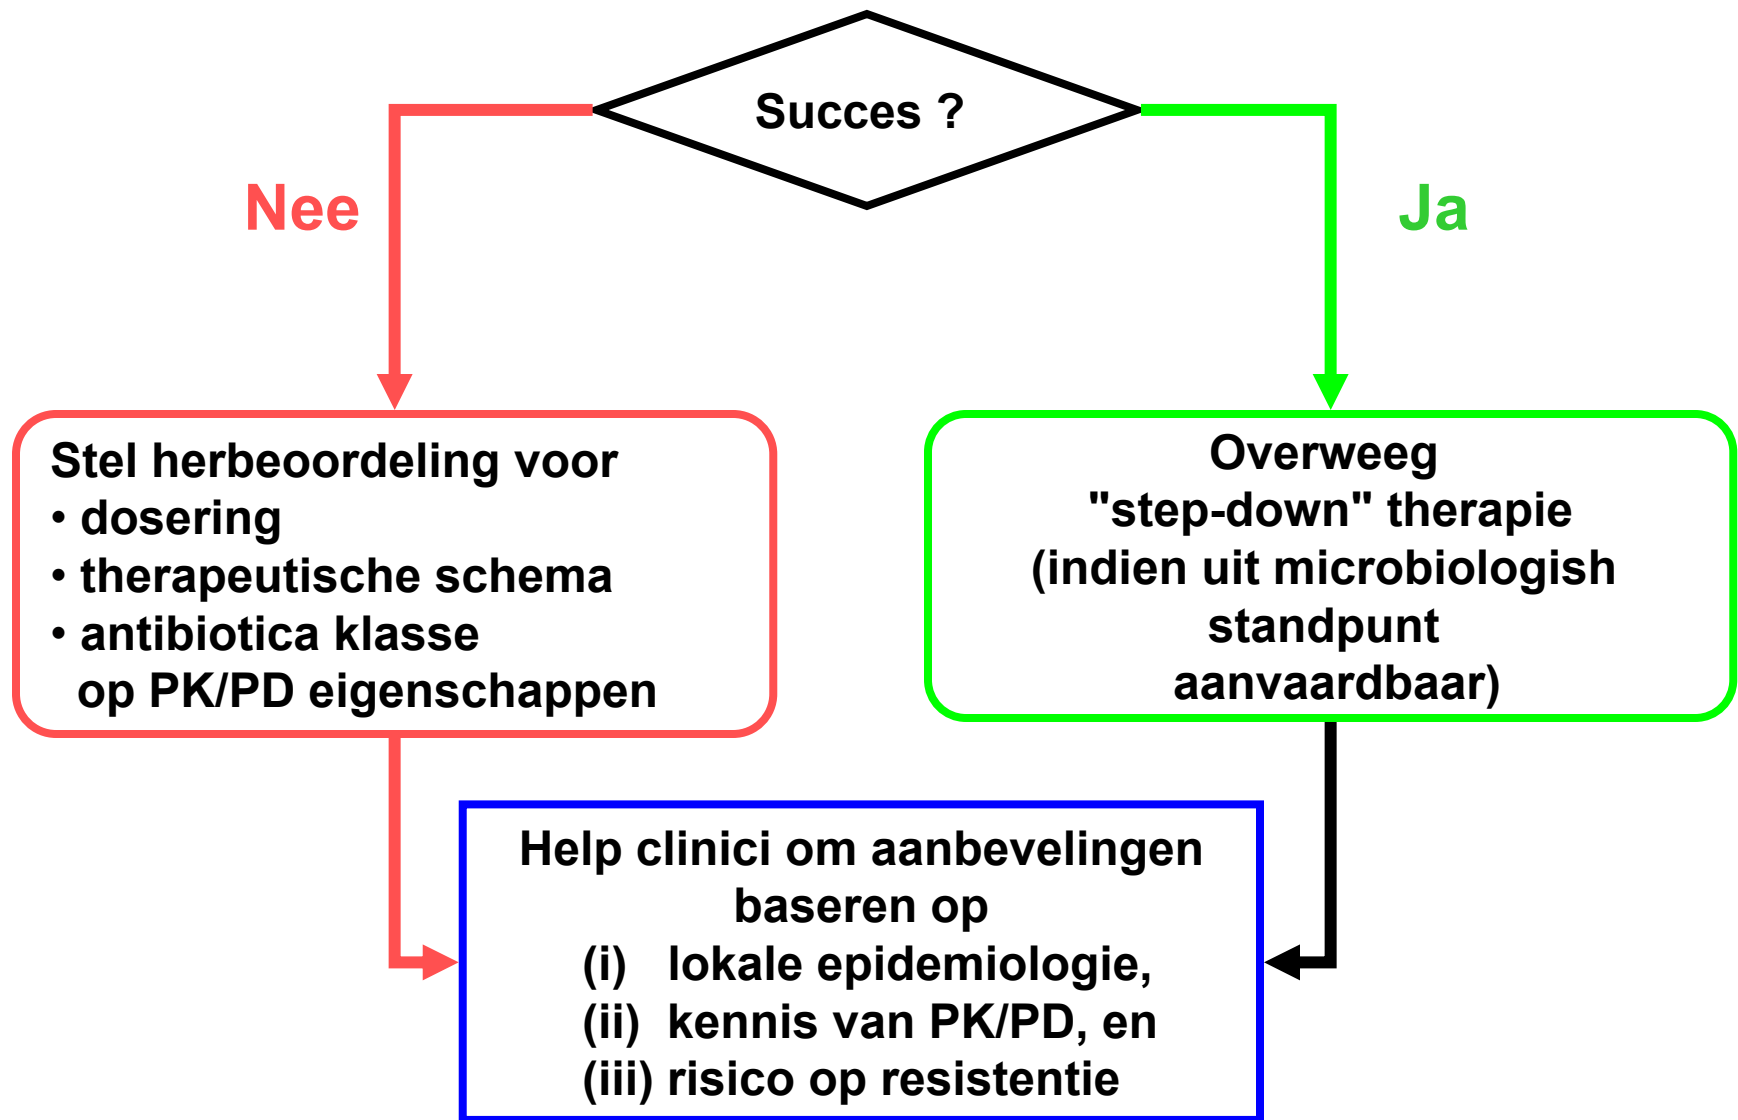 Succes ?
Nee
Ja
Stel herbeoordeling voor
• dosering
• therapeutische schema
• antibiotica klasse
op PK/PD eigenschappen
Overweeg
"step-down" therapie
(indien uit microbiologish
standpunt
aanvaardbaar)
Help clinici om aanbevelingen
baseren op
(i) lokale epidemiologie,
(ii) kennis van PK/PD, en
(iii) risico op resistentie